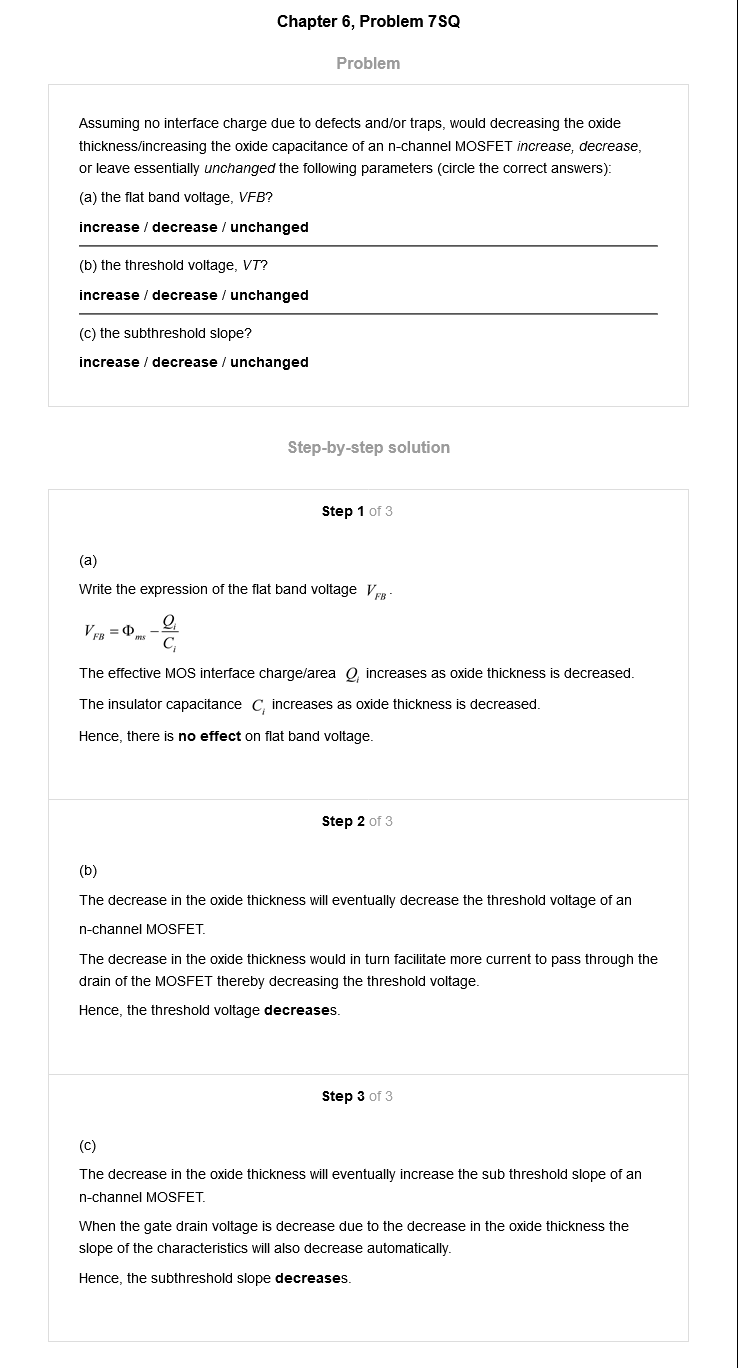 Chapter 6, Problem 7SQ
Problem
Assuming no interface charge due to defects and/or traps, would decreasing the oxide
thickness/increasing the oxide capacitance of an n-channel MOSFET increase, decrease,
or leave essentially unchanged the following parameters (circle the correct answers):
(a) the flat band voltage, VFB?
increase / decrease / unchanged
(b) the threshold voltage, VT?
increase / decrease / unchanged
(c) the subthreshold slope?
increase / decrease / unchanged
Step-by-step solution
Step 1 of 3
(a)
Write the expression of the flat band voltage V_FB.
V_FB = Φ_ms − Q_i / C_i
The effective MOS interface charge/area Q_i increases as oxide thickness is decreased.
The insulator capacitance C_i increases as oxide thickness is decreased.
Hence, there is no effect on flat band voltage.
Step 2 of 3
(b)
The decrease in the oxide thickness will eventually decrease the threshold voltage of an
n-channel MOSFET.
The decrease in the oxide thickness would in turn facilitate more current to pass through the
drain of the MOSFET thereby decreasing the threshold voltage.
Hence, the threshold voltage decreases.
Step 3 of 3
(c)
The decrease in the oxide thickness will eventually increase the sub threshold slope of an
n-channel MOSFET.
When the gate drain voltage is decrease due to the decrease in the oxide thickness the
slope of the characteristics will also decrease automatically.
Hence, the subthreshold slope decreases.